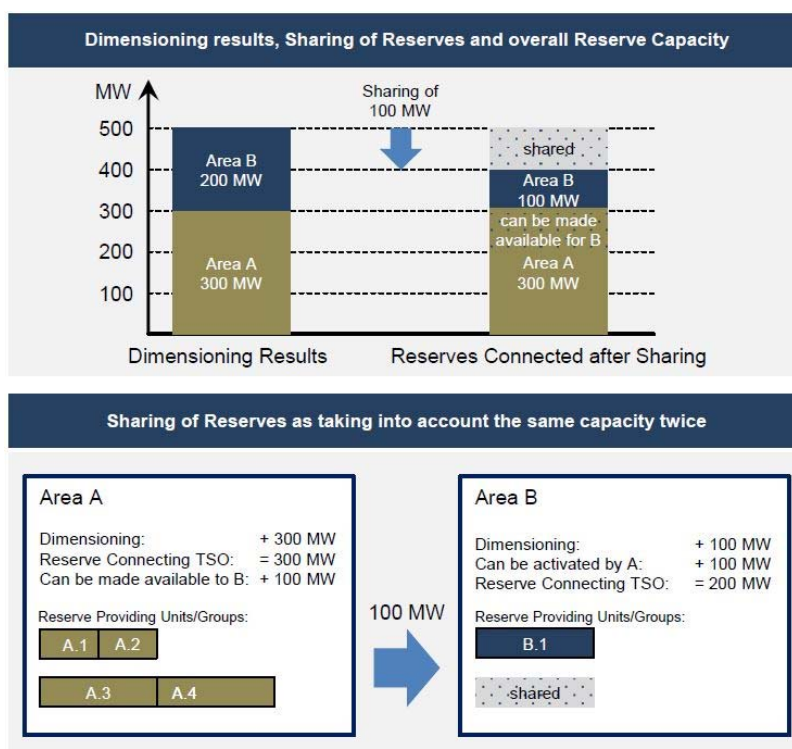 Dimensioning results, Sharing of Reserves and overall Reserve Capacity
MW
Sharing of
100 MW
500
400
300
200
100
Area B
200 MW
Area A
300 MW
shared
Area B
100 MW
can be made
available for B
Area A
300 MW
Dimensioning Results
Reserves Connected after Sharing
Sharing of Reserves as taking into account the same capacity twice
Area A
Dimensioning: + 300 MW
Reserve Connecting TSO: = 300 MW
Can be made available to B: + 100 MW
Reserve Providing Units/Groups:
A.1 A.2
A.3 A.4
100 MW
Area B
Dimensioning: + 100 MW
Can be activated by A: + 100 MW
Reserve Connecting TSO: = 200 MW
Reserve Providing Units/Groups:
B.1
shared